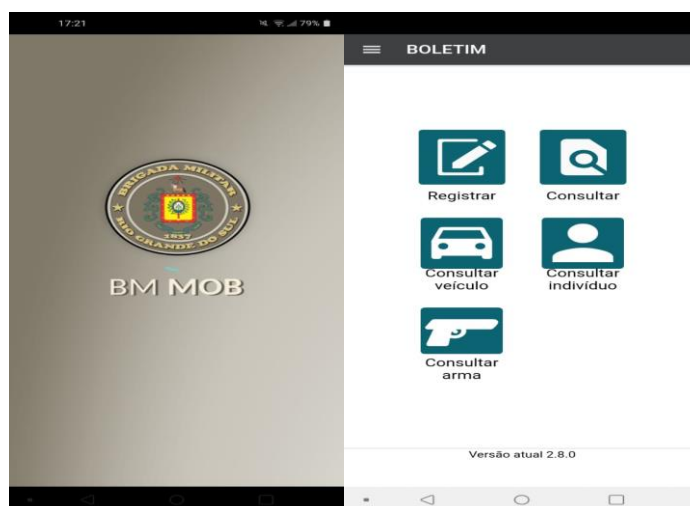 17:21 79%
BRIGADA MILITAR
1837
RIO GRANDE DO SUL
BM MOB
BOLETIM
Registrar Consultar
Consultar Consultar
veículo indivíduo
Consultar
arma
Versão atual 2.8.0